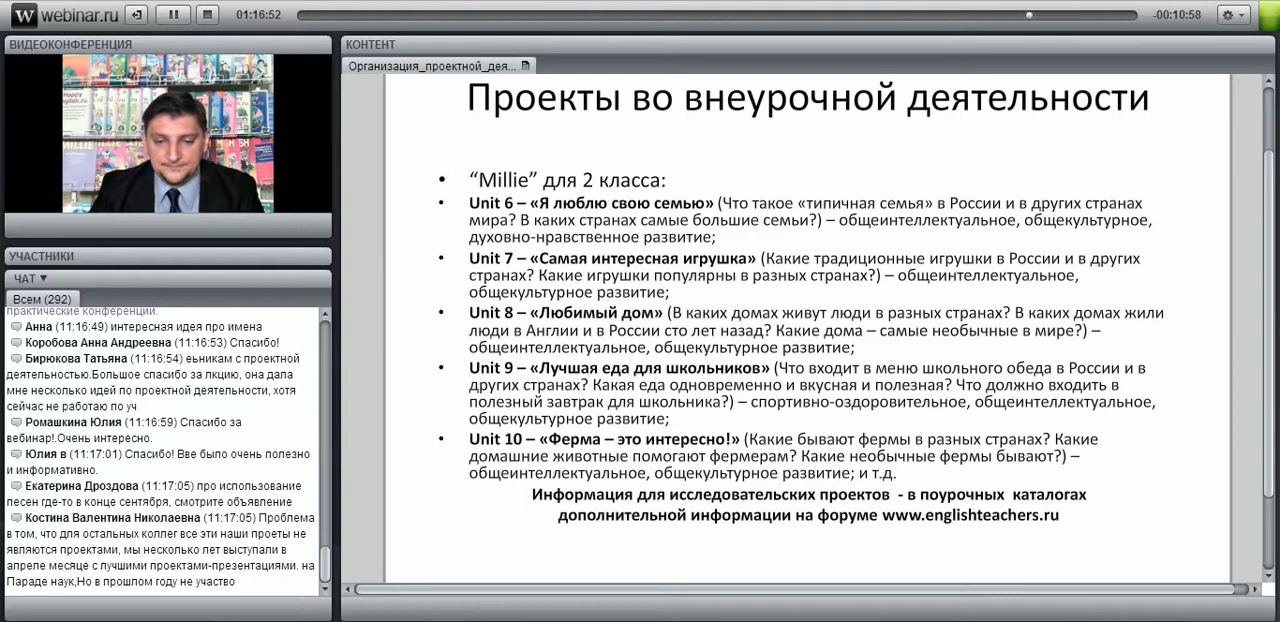 webinar.ru
01:16:52
-00:10:58
ВИДЕОКОНФЕРЕНЦИЯ
УЧАСТНИКИ
ЧАТ
Всем (292)
практические конференции.
Анна (11:16:49) интересная идея про имена
Коробова Анна Андреевна (11:16:53) Спасибо!
Бирюкова Татьяна (11:16:54) еьникам с проектной
деятельностью.Большое спасибо за лкцию, она дала
мне несколько идей по проектной деятельности, хотя
сейчас не работаю по уч
Ромашкина Юлия (11:16:59) Спасибо за
вебинар!.Очень интересно.
Юлия в (11:17:01) Спасибо! Вве было очень полезно
и информативно.
Екатерина Дроздова (11:17:05) про использование
песен где-то в конце сентября, смотрите объявление
Костина Валентина Николаевна (11:17:05) Проблема
в том, что для остальных коллег все эти наши проеты не
являются проектами, мы несколько лет выступали в
апреле месяце с лучшими проектами-презентациями. на
Параде наук,Но в прошлом году не участво
КОНТЕНТ
Организация_проектной_дея...
Проекты во внеурочной деятельности
• “Millie” для 2 класса:
• Unit 6 – «Я люблю свою семью» (Что такое «типичная семья» в России и в других странах
мира? В каких странах самые большие семьи?) – общеинтеллектуальное, общекультурное,
духовно-нравственное развитие;
• Unit 7 – «Самая интересная игрушка» (Какие традиционные игрушки в России и в других
странах? Какие игрушки популярны в разных странах?) – общеинтеллектуальное,
общекультурное развитие;
• Unit 8 – «Любимый дом» (В каких домах живут люди в разных странах? В каких домах жили
люди в Англии и в России сто лет назад? Какие дома – самые необычные в мире?) –
общеинтеллектуальное, общекультурное развитие;
• Unit 9 – «Лучшая еда для школьников» (Что входит в меню школьного обеда в России и в
других странах? Какая еда одновременно и вкусная и полезная? Что должно входить в
полезный завтрак для школьника?) – спортивно-оздоровительное, общеинтеллектуальное,
общекультурное развитие;
• Unit 10 – «Ферма – это интересно!» (Какие бывают фермы в разных странах? Какие
домашние животные помогают фермерам? Какие необычные фермы бывают?) –
общеинтеллектуальное, общекультурное развитие; и т.д.
Информация для исследовательских проектов - в поурочных каталогах
дополнительной информации на форуме www.englishteachers.ru